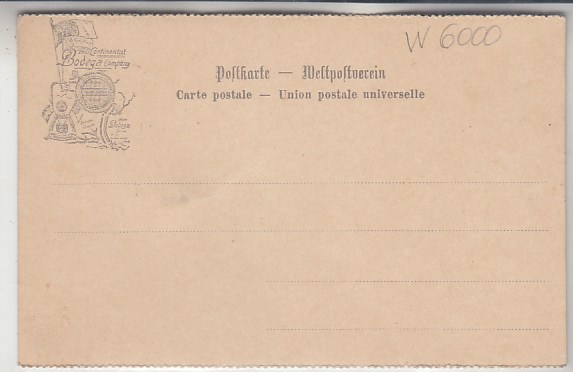 W 6000
Continental
Bodega Company
Postkarte — Weltpostverein
Carte postale — Union postale universelle